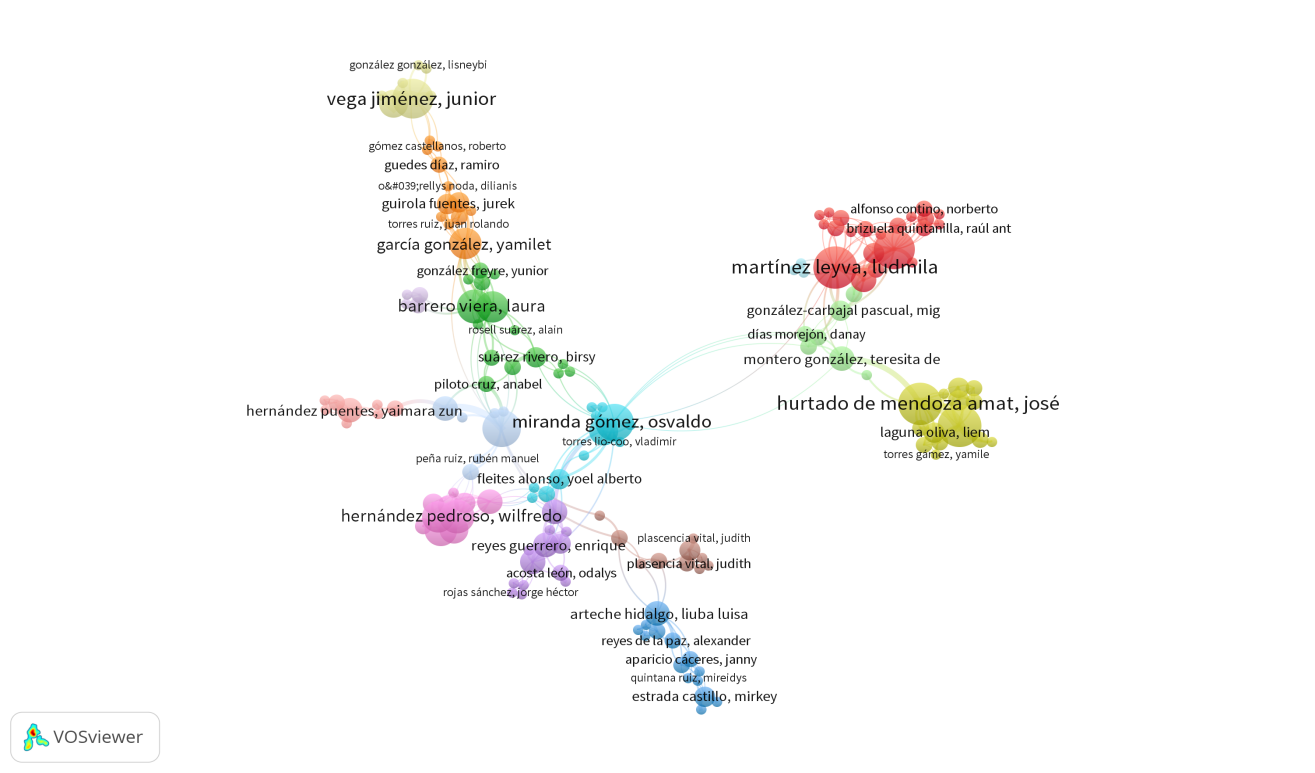 gonzález gonzález, lisneybi
vega jiménez, junior
gómez castellanos, roberto
guedes díaz, ramiro
o&#039;rellys noda, dilianis
guirola fuentes, jurek
torres ruiz, juan rolando
garcía gonzález, yamilet
gonzález freyre, yunior
barrero viera, laura
rosell suárez, alain
suárez rivero, birsy
piloto cruz, anabel
hernández puentes, yaimara zun
miranda gómez, osvaldo
torres lio-coo, vladimir
peña ruiz, rubén manuel
fleites alonso, yoel alberto
hernández pedroso, wilfredo
reyes guerrero, enrique
acosta león, odalys
rojas sánchez, jorge héctor
alfonso contino, norberto
brizuela quintanilla, raúl ant
martínez leyva, ludmila
gonzález-carbajal pascual, mig
días morejón, danay
montero gonzález, teresita de
hurtado de mendoza amat, josé
laguna oliva, liem
torres gámez, yamile
plascencia vital, judith
plasencia vital, judith
arteche hidalgo, liuba luisa
reyes de la paz, alexander
aparicio cáceres, janny
quintana ruiz, mireidys
estrada castillo, mirkey
VOSviewer